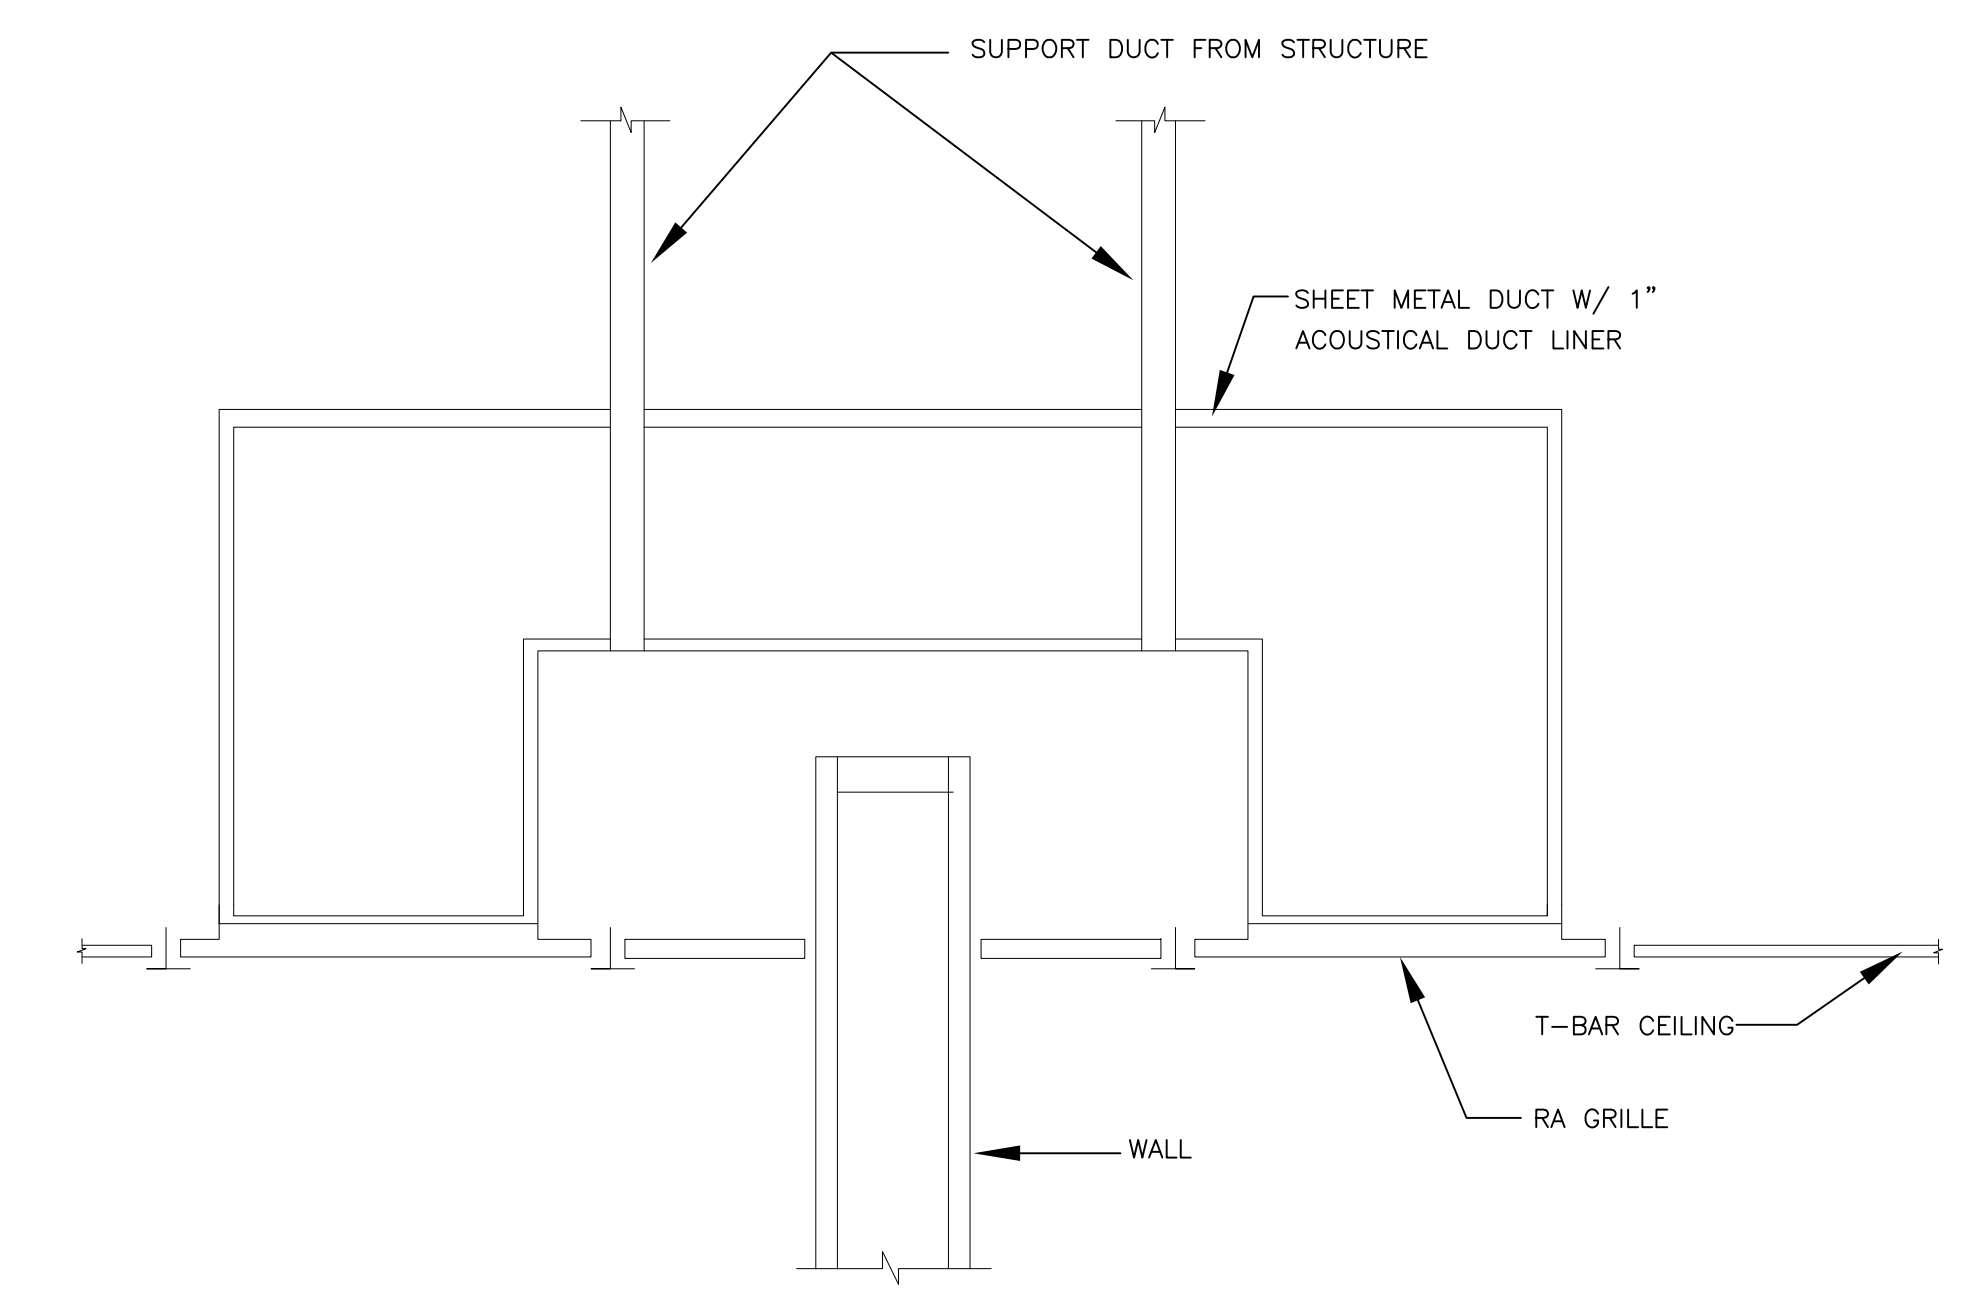 SUPPORT DUCT FROM STRUCTURE
SHEET METAL DUCT W/ 1”
ACOUSTICAL DUCT LINER
T-BAR CEILING
RA GRILLE
WALL